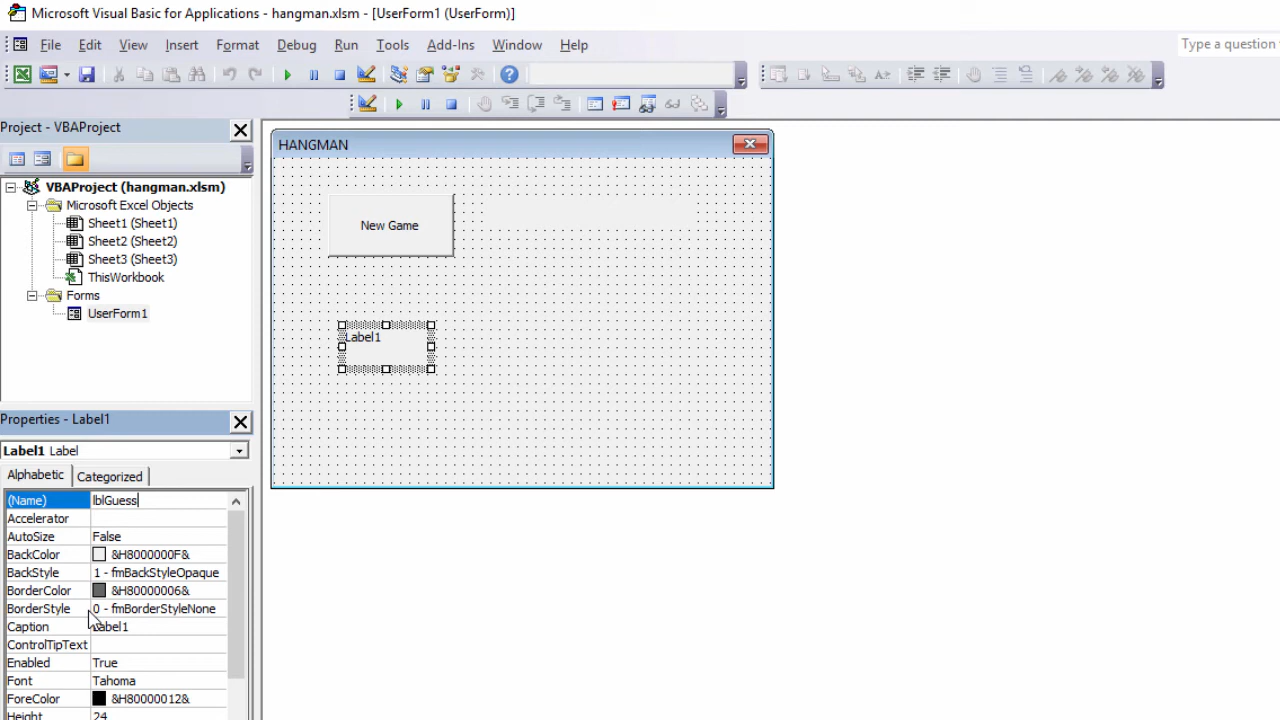 Microsoft Visual Basic for Applications - hangman.xlsm - [UserForm1 (UserForm)]
File Edit View Insert Format Debug Run Tools Add-Ins Window Help
Type a question
Project - VBAProject
VBAProject (hangman.xlsm)
Microsoft Excel Objects
Sheet1 (Sheet1)
Sheet2 (Sheet2)
Sheet3 (Sheet3)
ThisWorkbook
Forms
UserForm1
HANGMAN
New Game
Label1
Properties - Label1
Label1 Label
Alphabetic Categorized
(Name) lblGuess
Accelerator
AutoSize False
BackColor &H8000000F&
BackStyle 1 - fmBackStyleOpaque
BorderColor &H80000006&
BorderStyle 0 - fmBorderStyleNone
Caption Label1
ControlTipText
Enabled True
Font Tahoma
ForeColor &H80000012&
Height 24